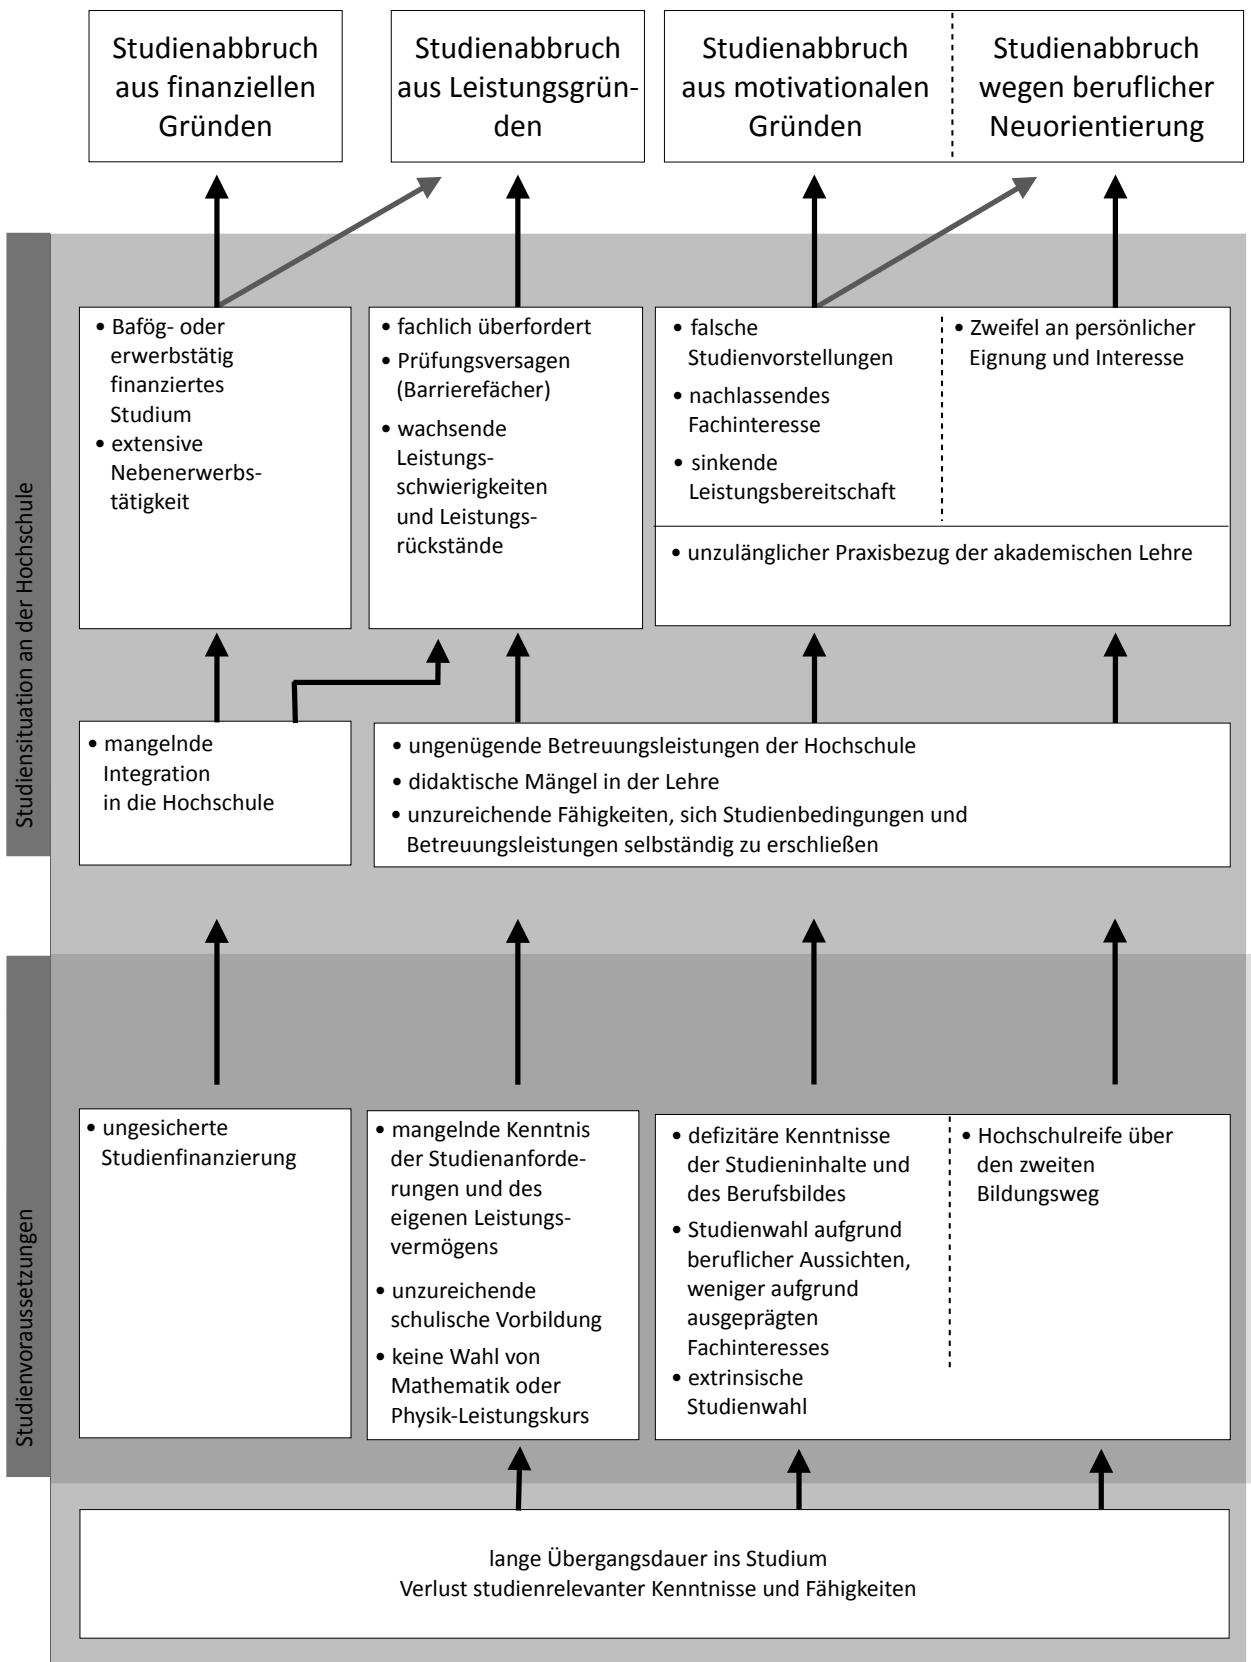 Studienabbruch
aus finanziellen
Gründen
Studienabbruch
aus Leistungsgrün-
den
Studienabbruch
aus motivationalen
Gründen
Studienabbruch
wegen beruflicher
Neuorientierung
Studiensituation an der Hochschule
• Bafög- oder
erwerbstätig
finanziertes
Studium
• extensive
Nebenerwerbs-
tätigkeit
• fachlich überfordert
• Prüfungsversagen
(Barrierefächer)
• wachsende
Leistungs-
schwierigkeiten
und Leistungs-
rückstände
• falsche
Studienvorstellungen
• nachlassendes
Fachinteresse
• sinkende
Leistungsbereitschaft
• Zweifel an persönlicher
Eignung und Interesse
• unzulänglicher Praxisbezug der akademischen Lehre
• mangelnde
Integration
in die Hochschule
• ungenügende Betreuungsleistungen der Hochschule
• didaktische Mängel in der Lehre
• unzureichende Fähigkeiten, sich Studienbedingungen und
Betreuungsleistungen selbständig zu erschließen
Studienvoraussetzungen
• ungesicherte
Studienfinanzierung
• mangelnde Kenntnis
der Studienanforde-
rungen und des
eigenen Leistungs-
vermögens
• unzureichende
schulische Vorbildung
• keine Wahl von
Mathematik oder
Physik-Leistungskurs
• defizitäre Kenntnisse
der Studieninhalte und
des Berufsbildes
• Studienwahl aufgrund
beruflicher Aussichten,
weniger aufgrund
ausgeprägten
Fachinteresses
• extrinsische
Studienwahl
• Hochschulreife über
den zweiten
Bildungsweg
lange Übergangsdauer ins Studium
Verlust studienrelevanter Kenntnisse und Fähigkeiten